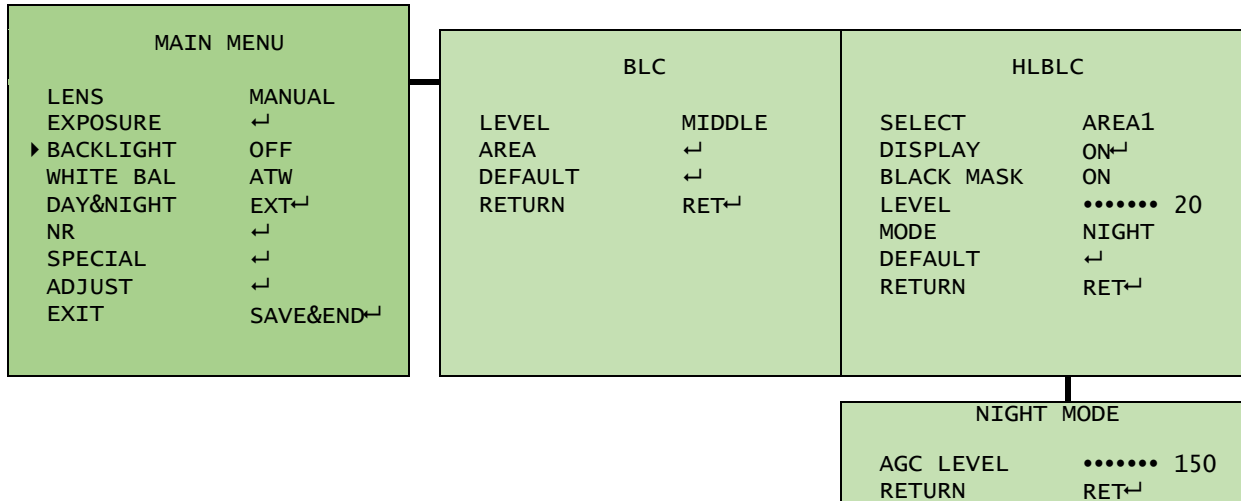 MAIN MENU
LENS MANUAL
EXPOSURE ↵
▶ BACKLIGHT OFF
WHITE BAL ATW
DAY&NIGHT EXT↵
NR ↵
SPECIAL ↵
ADJUST ↵
EXIT SAVE&END↵
BLC
LEVEL MIDDLE
AREA ↵
DEFAULT ↵
RETURN RET↵
HLBLC
SELECT AREA1
DISPLAY ON↵
BLACK MASK ON
LEVEL ••••••• 20
MODE NIGHT
DEFAULT ↵
RETURN RET↵
NIGHT MODE
AGC LEVEL ••••••• 150
RETURN RET↵